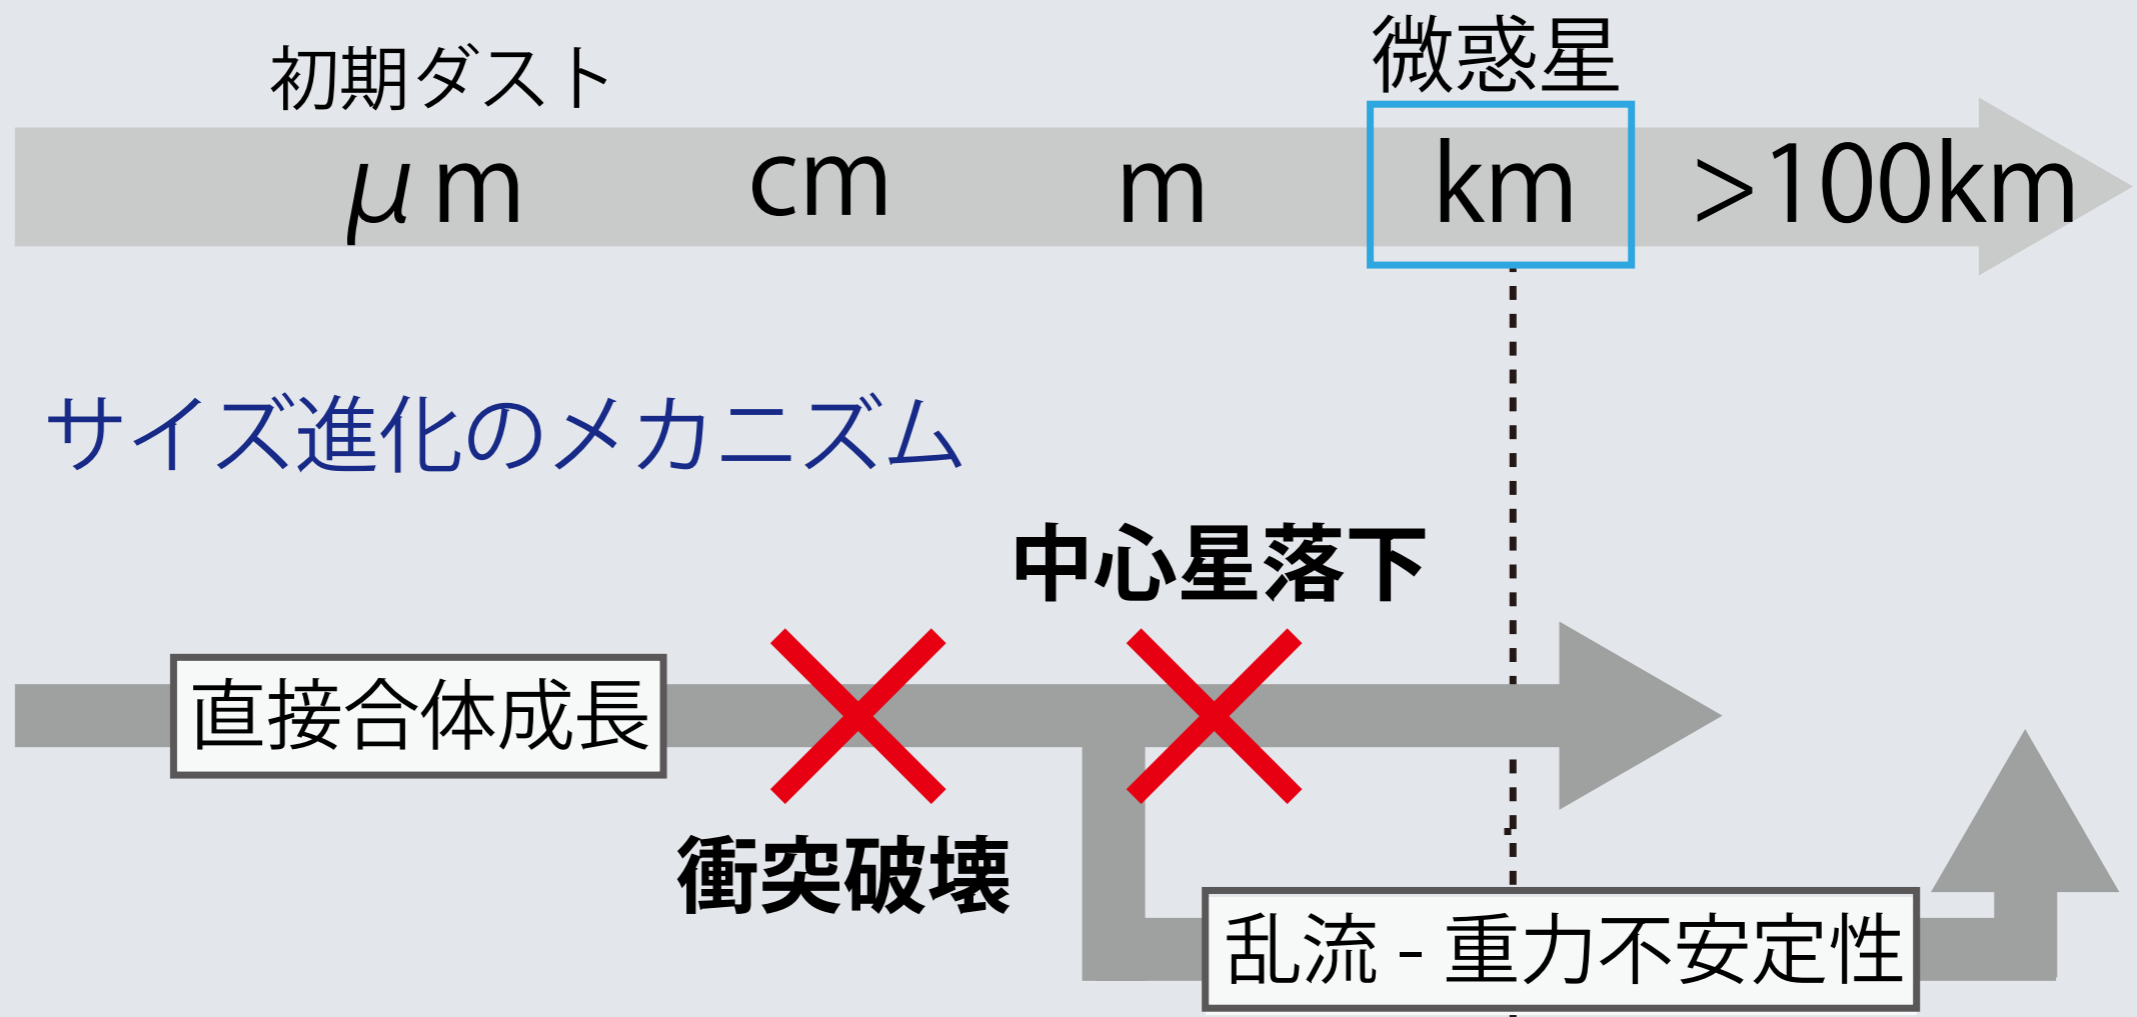 初期ダスト
微惑星
μm cm m km >100km
サイズ進化のメカニズム
中心星落下
直接合体成長
衝突破壊
乱流 - 重力不安定性